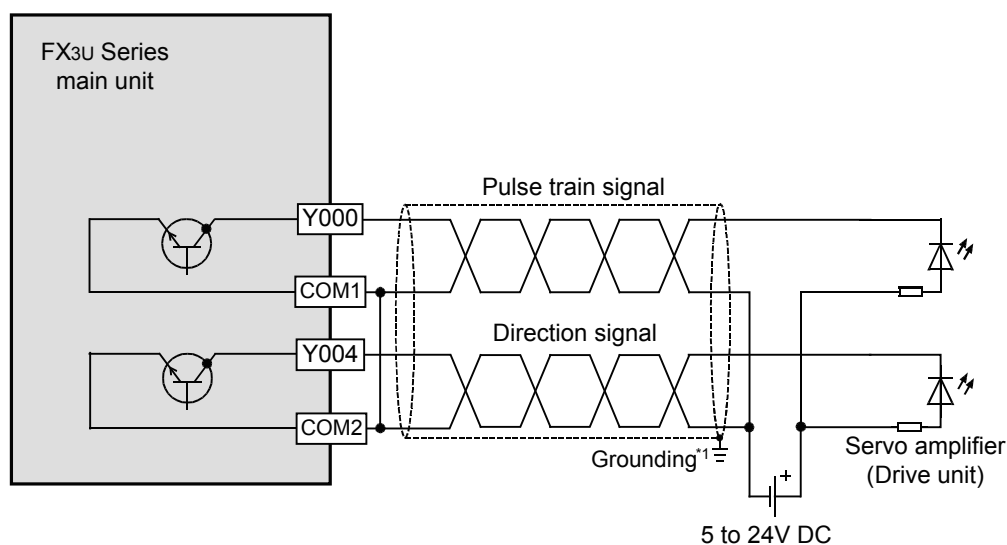 FX3U Series
main unit
Pulse train signal
Y000
COM1
Direction signal
Y004
COM2
Grounding*1
Servo amplifier
(Drive unit)
+
5 to 24V DC